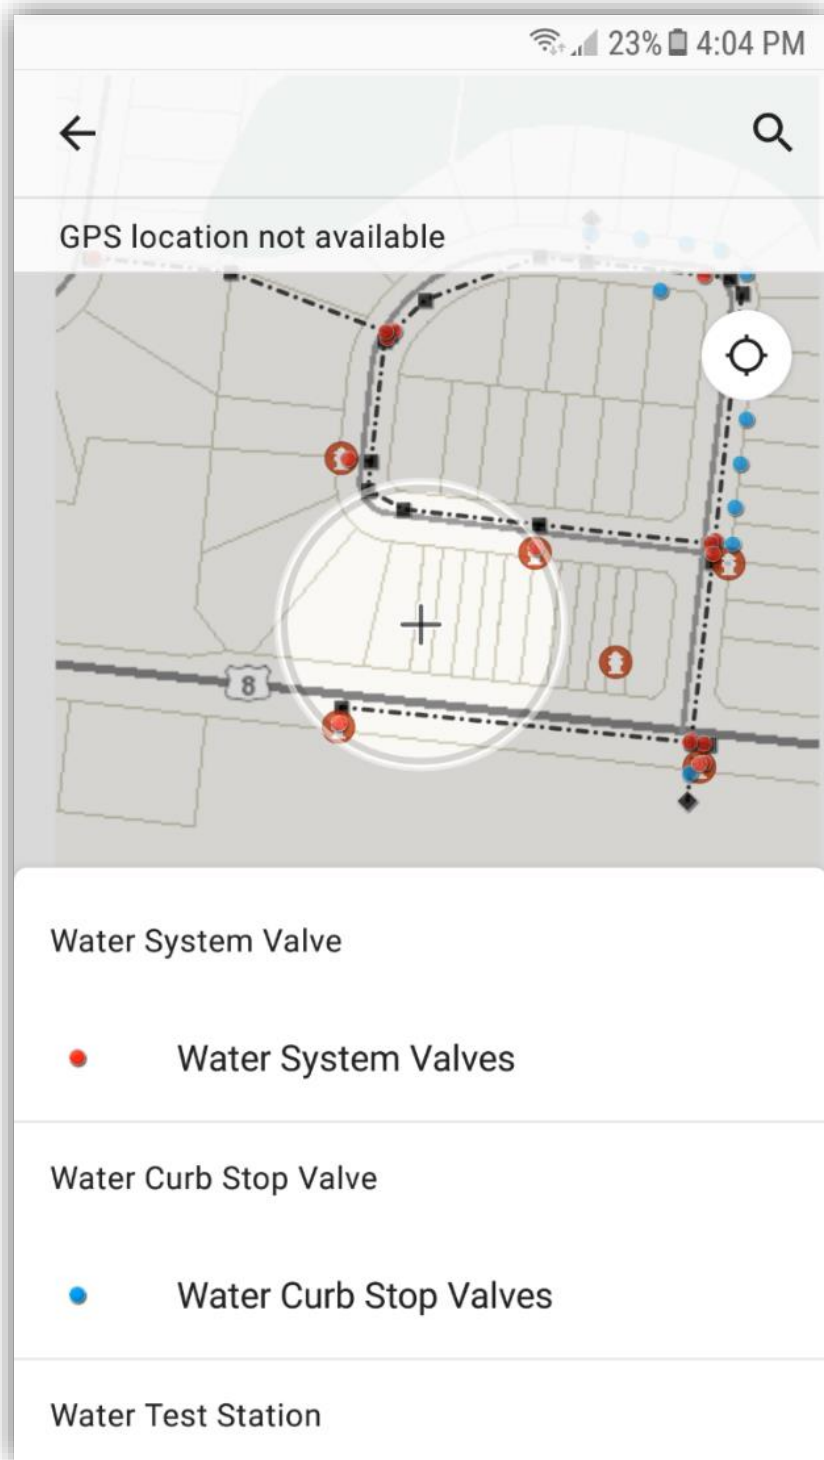 23% 4:04 PM
GPS location not available
8
Water System Valve
Water System Valves
Water Curb Stop Valve
Water Curb Stop Valves
Water Test Station